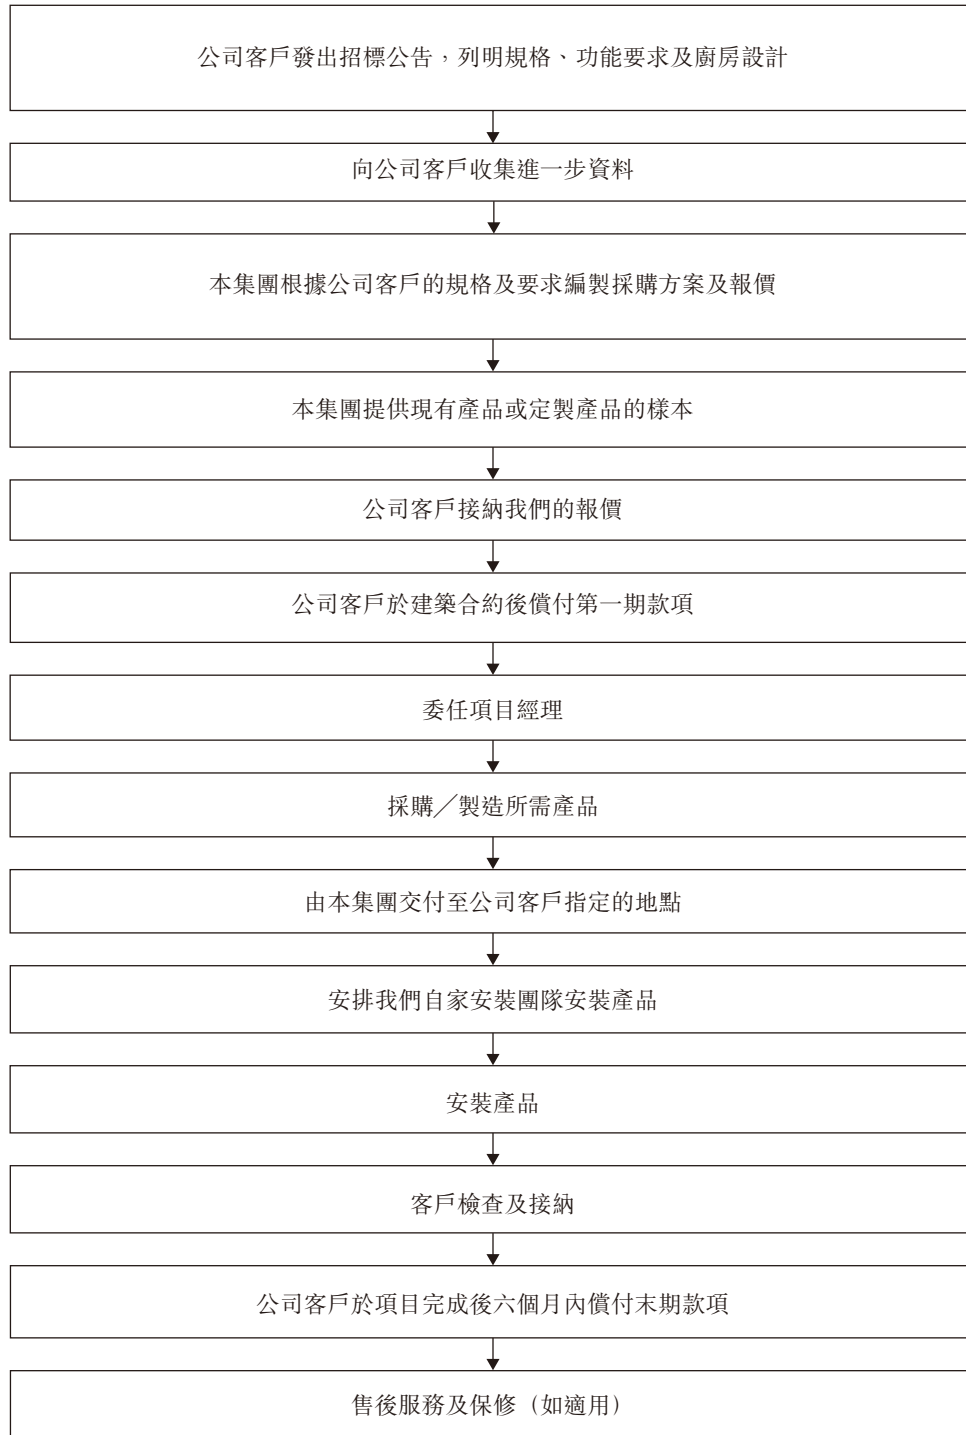 公司客戶發出招標公告，列明規格、功能要求及廚房設計
向公司客戶收集進一步資料
本集團根據公司客戶的規格及要求編製採購方案及報價
本集團提供現有產品或定製產品的樣本
公司客戶接納我們的報價
公司客戶於建築合約後償付第一期款項
委任項目經理
採購／製造所需產品
由本集團交付至公司客戶指定的地點
安排我們自家安裝團隊安裝產品
安裝產品
客戶檢查及接納
公司客戶於項目完成後六個月內償付末期款項
售後服務及保修（如適用）